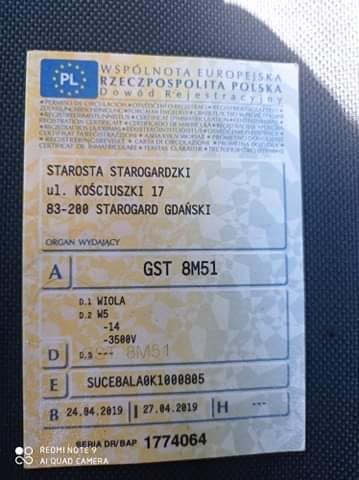 PL
WSPÓLNOTA EUROPEJSKA
RZECZPOSPOLITA POLSKA
Dowód Rejestracyjny
STAROSTA STAROGARDZKI
ul. KOŚCIUSZKI 17
83-200 STAROGARD GDAŃSKI
ORGAN WYDAJĄCY
A GST 8M51
D.1 WIOLA
D.2 W5
-14
-3500V
D D.3 ---
GST 8M51
E SUCE8ALA0K1000805
B 24.04.2019 I 27.04.2019 H ---
SERIA DR/BAP 1774064
REDMI NOTE 9
AI QUAD CAMERA